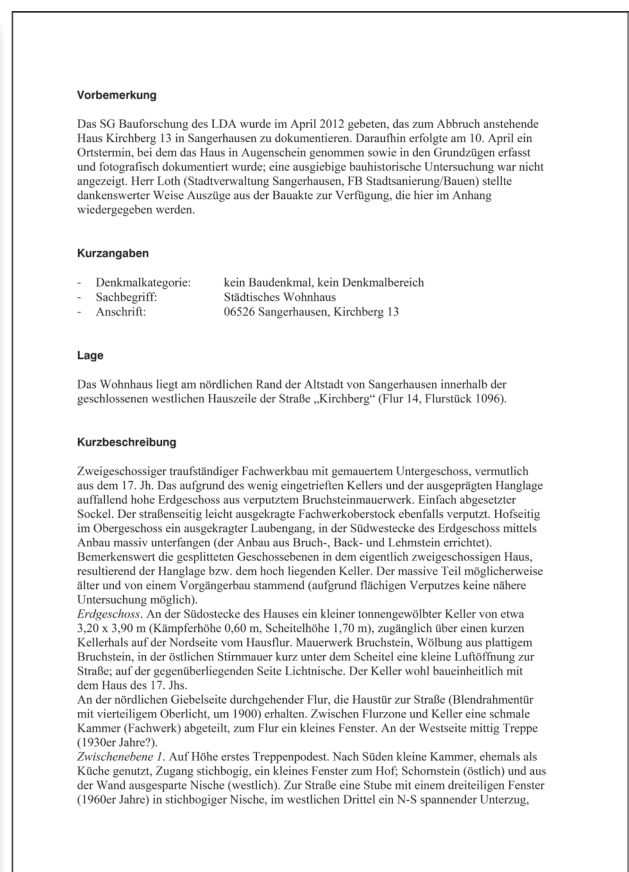 Vorbemerkung
Das SG Bauforschung des LDA wurde im April 2012 gebeten, das zum Abbruch anstehende
Haus Kirchberg 13 in Sangerhausen zu dokumentieren. Daraufhin erfolgte am 10. April ein
Ortstermin, bei dem das Haus in Augenschein genommen sowie in den Grundzügen erfasst
und fotografisch dokumentiert wurde; eine ausgiebige bauhistorische Untersuchung war nicht
angezeigt. Herr Loth (Stadtverwaltung Sangerhausen, FB Stadtsanierung/Bauen) stellte
dankenswerter Weise Auszüge aus der Bauakte zur Verfügung, die hier im Anhang
wiedergegeben werden.
Kurzangaben
- Denkmalkategorie: kein Baudenkmal, kein Denkmalbereich
- Sachbegriff: Städtisches Wohnhaus
- Anschrift: 06526 Sangerhausen, Kirchberg 13
Lage
Das Wohnhaus liegt am nördlichen Rand der Altstadt von Sangerhausen innerhalb der
geschlossenen westlichen Hauszeile der Straße „Kirchberg“ (Flur 14, Flurstück 1096).
Kurzbeschreibung
Zweigeschossiger traufständiger Fachwerkbau mit gemauertem Untergeschoss, vermutlich
aus dem 17. Jh. Das aufgrund des wenig eingetrieften Kellers und der ausgeprägten Hanglage
auffallend hohe Erdgeschoss aus verputztem Bruchsteinmauerwerk. Einfach abgesetzter
Sockel. Der straßenseitig leicht ausgekragte Fachwerkoberstock ebenfalls verputzt. Hofseitig
im Obergeschoss ein ausgekragter Laubengang, in der Südwestecke des Erdgeschoss mittels
Anbau massiv unterfangen (der Anbau aus Bruch-, Back- und Lehmstein errichtet).
Bemerkenswert die gesplitteten Geschossebenen in dem eigentlich zweigeschossigen Haus,
resultierend der Hanglage bzw. dem hoch liegenden Keller. Der massive Teil möglicherweise
älter und von einem Vorgängerbau stammend (aufgrund flächigen Verputzes keine nähere
Untersuchung möglich).
Erdgeschoss. An der Südostecke des Hauses ein kleiner tonnengewölbter Keller von etwa
3,20 x 3,90 m (Kämpferhöhe 0,60 m, Scheitelhöhe 1,70 m), zugänglich über einen kurzen
Kellerhals auf der Nordseite vom Hausflur. Mauerwerk Bruchstein, Wölbung aus plattigem
Bruchstein, in der östlichen Stirnmauer kurz unter dem Scheitel eine kleine Luftöffnung zur
Straße; auf der gegenüberliegenden Seite Lichtnische. Der Keller wohl baueinheitlich mit
dem Haus des 17. Jhs.
An der nördlichen Giebelseite durchgehender Flur, die Haustür zur Straße (Blendrahmentür
mit vierteiligem Oberlicht, um 1900) erhalten. Zwischen Flurzone und Keller eine schmale
Kammer (Fachwerk) abgeteilt, zum Flur ein kleines Fenster. An der Westseite mittig Treppe
(1930er Jahre?).
Zwischenebene 1. Auf Höhe erstes Treppenpodest. Nach Süden kleine Kammer, ehemals als
Küche genutzt, Zugang stichbogig, ein kleines Fenster zum Hof; Schornstein (östlich) und aus
der Wand ausgesparte Nische (westlich). Zur Straße eine Stube mit einem dreiteiligen Fenster
(1960er Jahre) in stichbogiger Nische, im westlichen Drittel ein N-S spannender Unterzug,